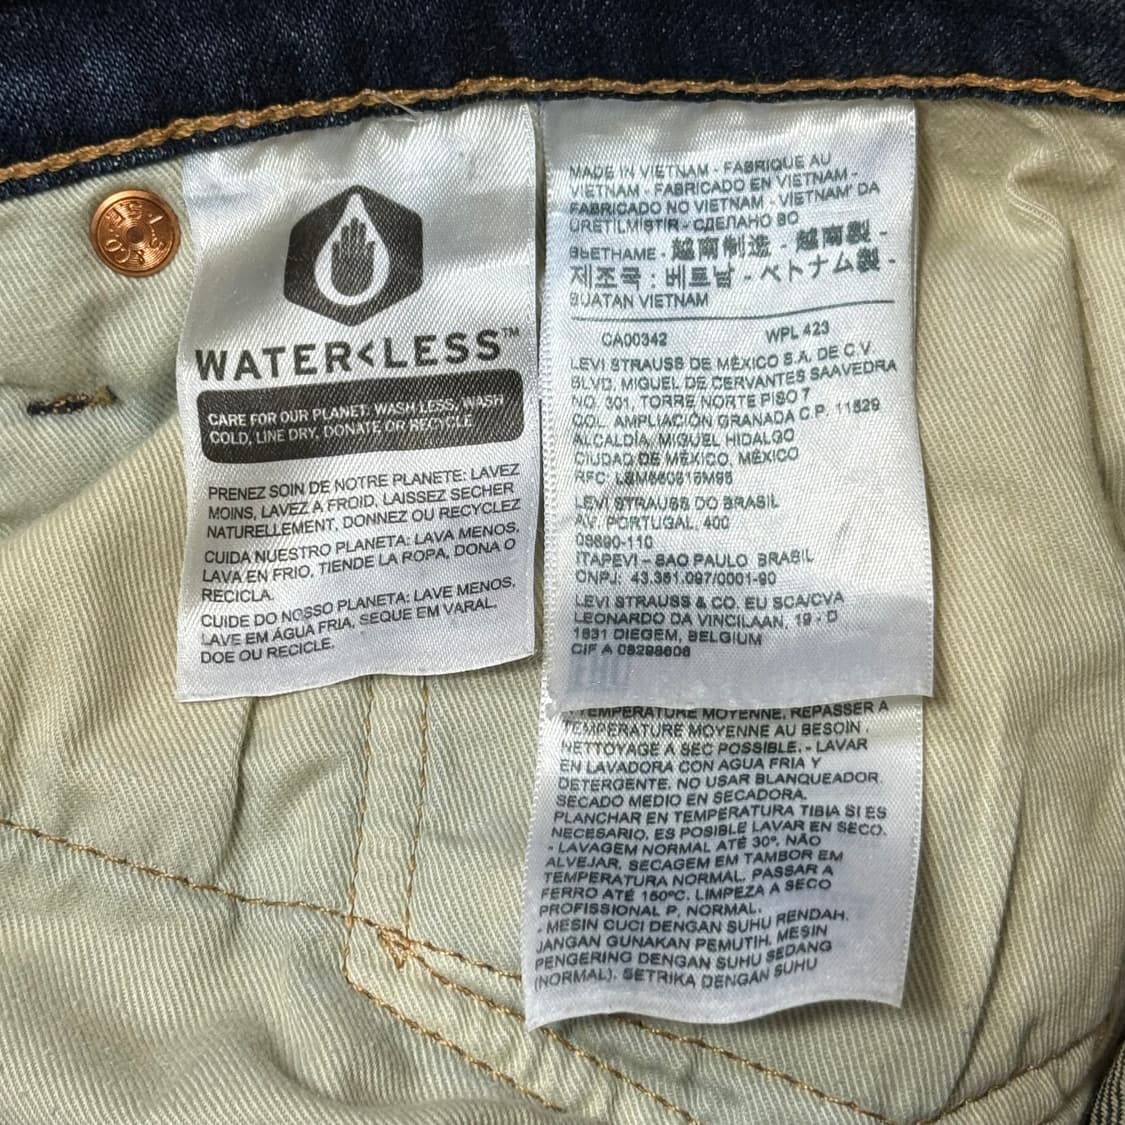 WATER<LESS™
CARE FOR OUR PLANET: WASH LESS, WASH
COLD, LINE DRY, DONATE OR RECYCLE
PRENEZ SOIN DE NOTRE PLANETE: LAVEZ
MOINS, LAVEZ A FROID, LAISSEZ SECHER
NATURELLEMENT, DONNEZ OU RECYCLEZ
CUIDA NUESTRO PLANETA: LAVA MENOS,
LAVA EN FRIO, TIENDE LA ROPA, DONA O
RECICLA.
CUIDE DO NOSSO PLANETA: LAVE MENOS,
LAVE EM ÁGUA FRIA, SEQUE EM VARAL.
DOE OU RECICLE.
MADE IN VIETNAM - FABRIQUE AU
VIETNAM - FABRICADO EN VIETNAM -
FABRICADO NO VIETNAM - VIETNAM' DA
ÜRETILMİSTİR - СДЕЛАНО ВО
ВЬЕТНАМЕ - 越南制造 - 越南製 -
제조국 : 베트남 - ベトナム製 -
BUATAN VIETNAM
CA00342 WPL 423
LEVI STRAUSS DE MÉXICO S.A. DE C.V.
BLVD. MIGUEL DE CERVANTES SAAVEDRA
NO. 301, TORRE NORTE PISO 7
COL. AMPLIACIÓN GRANADA C.P. 11529
ALCALDÍA, MIGUEL HIDALGO
CIUDAD DE MÉXICO, MÉXICO
RFC:
LEVI STRAUSS DO BRASIL
AV. PORTUGAL, 400
06690-110
ITAPEVI - SAO PAULO BRASIL
CNPJ: 43.361.097/0001-90
LEVI STRAUSS & CO. EU SCA/CVA
LEONARDO DA VINCILAAN, 19 - D
1831 DIEGEM, BELGIUM
CIF A
TEMPERATURE MOYENNE, REPASSER A
TEMPERATURE MOYENNE AU BESOIN .
NETTOYAGE A SEC POSSIBLE. - LAVAR
EN LAVADORA CON AGUA FRIA Y
DETERGENTE. NO USAR BLANQUEADOR.
SECADO MEDIO EN SECADORA.
PLANCHAR EN TEMPERATURA TIBIA SI ES
NECESARIO, ES POSIBLE LAVAR EN SECO.
- LAVAGEM NORMAL ATÉ 30º, NÃO
ALVEJAR, SECAGEM EM TAMBOR EM
TEMPERATURA NORMAL. PASSAR A
FERRO ATÉ 150ºC. LIMPEZA A SECO
PROFISSIONAL P, NORMAL.
- MESIN CUCI DENGAN SUHU RENDAH.
JANGAN GUNAKAN PEMUTIH. MESIN
PENGERING DENGAN SUHU SEDANG
(NORMAL). SETRIKA DENGAN SUHU